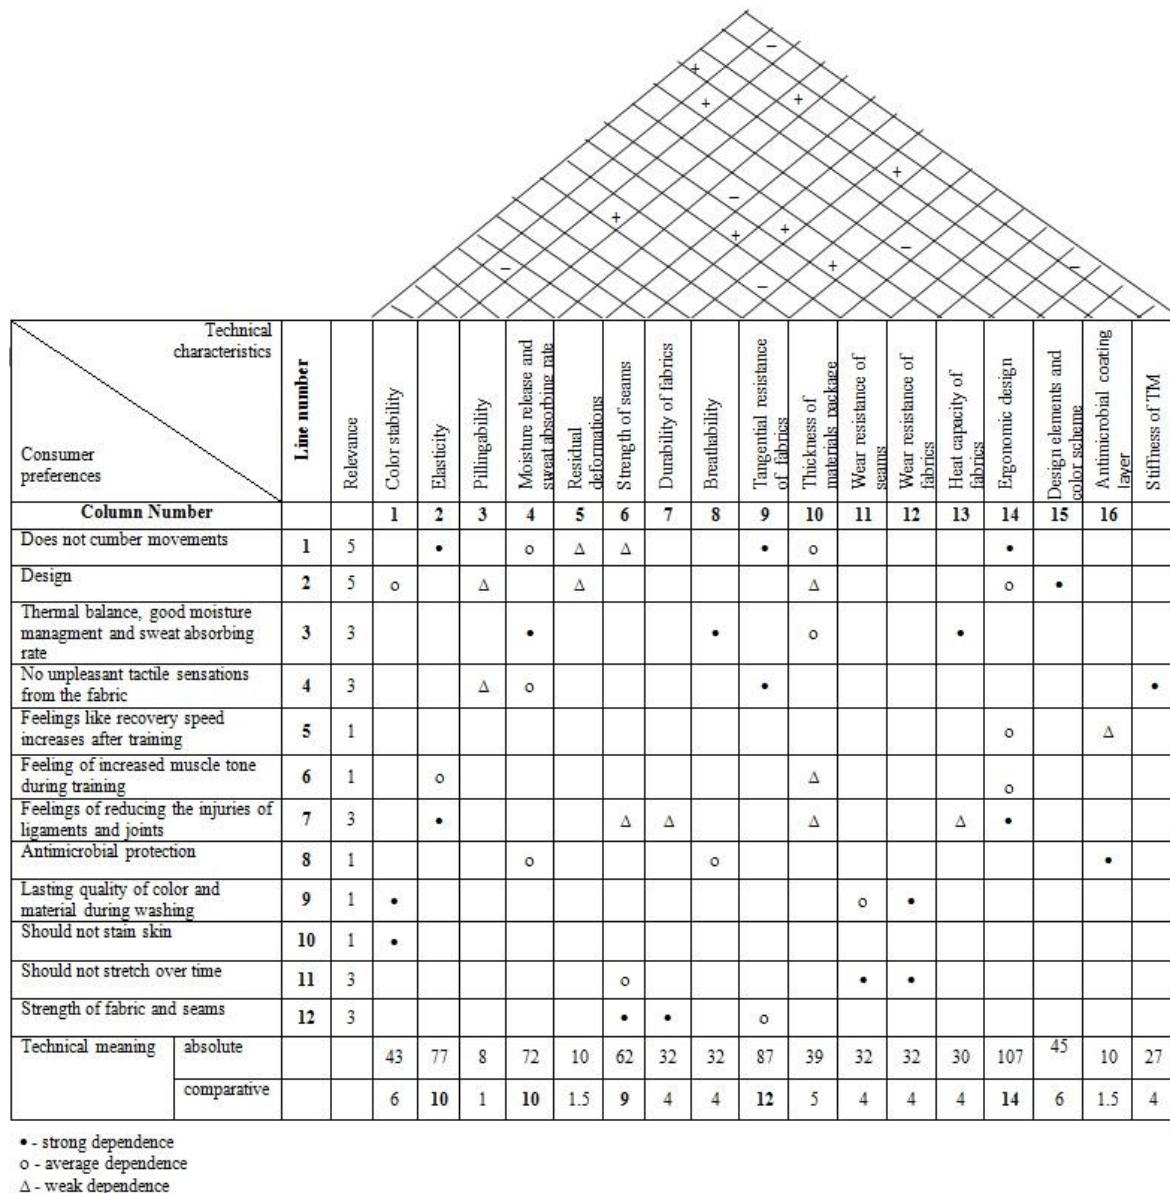 − + + + − + + − + + + − − − −
Technical
characteristics
Consumer
preferences
Line number
Relevance
Color stability
Elasticity
Pillingability
Moisture release and
sweat absorbing rate
Residual
deformations
Strength of seams
Durability of fabrics
Breathability
Tangential resistance
of fabrics
Thickness of
materials package
Wear resistance of
seams
Wear resistance of
fabrics
Heat capacity of
fabrics
Ergonomic design
Design elements and
color scheme
Antimicrobial coating
layer
Stiffness of TM
Column Number 1 2 3 4 5 6 7 8 9 10 11 12 13 14 15 16
Does not cumber movements 1 5 • o Δ Δ • o •
Design 2 5 o Δ Δ Δ o •
Thermal balance, good moisture
managment and sweat absorbing
rate
3 3 • • o •
No unpleasant tactile sensations
from the fabric
4 3 Δ o • •
Feelings like recovery speed
increases after training
5 1 o Δ
Feeling of increased muscle tone
during training
6 1 o Δ o
Feelings of reducing the injuries of
ligaments and joints
7 3 • Δ Δ Δ Δ •
Antimicrobial protection 8 1 o o •
Lasting quality of color and
material during washing
9 1 • o •
Should not stain skin 10 1 •
Should not stretch over time 11 3 o • •
Strength of fabric and seams 12 3 • • o
Technical meaning
absolute 43 77 8 72 10 62 32 32 87 39 32 32 30 107 45 10 27
comparative 6 10 1 10 1.5 9 4 4 12 5 4 4 4 14 6 1.5 4
• - strong dependence
o - average dependence
Δ - weak dependence